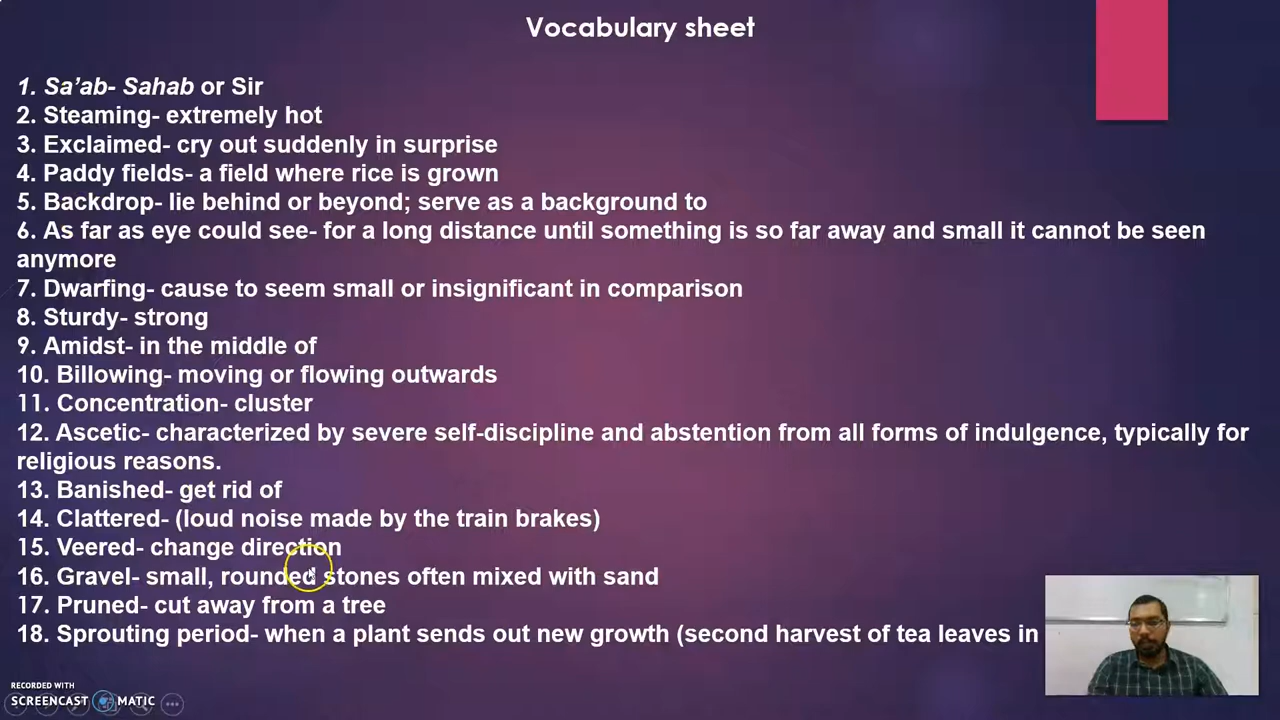 Vocabulary sheet
1. Sa’ab- Sahab or Sir
2. Steaming- extremely hot
3. Exclaimed- cry out suddenly in surprise
4. Paddy fields- a field where rice is grown
5. Backdrop- lie behind or beyond; serve as a background to
6. As far as eye could see- for a long distance until something is so far away and small it cannot be seen
anymore
7. Dwarfing- cause to seem small or insignificant in comparison
8. Sturdy- strong
9. Amidst- in the middle of
10. Billowing- moving or flowing outwards
11. Concentration- cluster
12. Ascetic- characterized by severe self-discipline and abstention from all forms of indulgence, typically for
religious reasons.
13. Banished- get rid of
14. Clattered- (loud noise made by the train brakes)
15. Veered- change direction
16. Gravel- small, rounded stones often mixed with sand
17. Pruned- cut away from a tree
18. Sprouting period- when a plant sends out new growth (second harvest of tea leaves in
RECORDED WITH
SCREENCAST MATIC